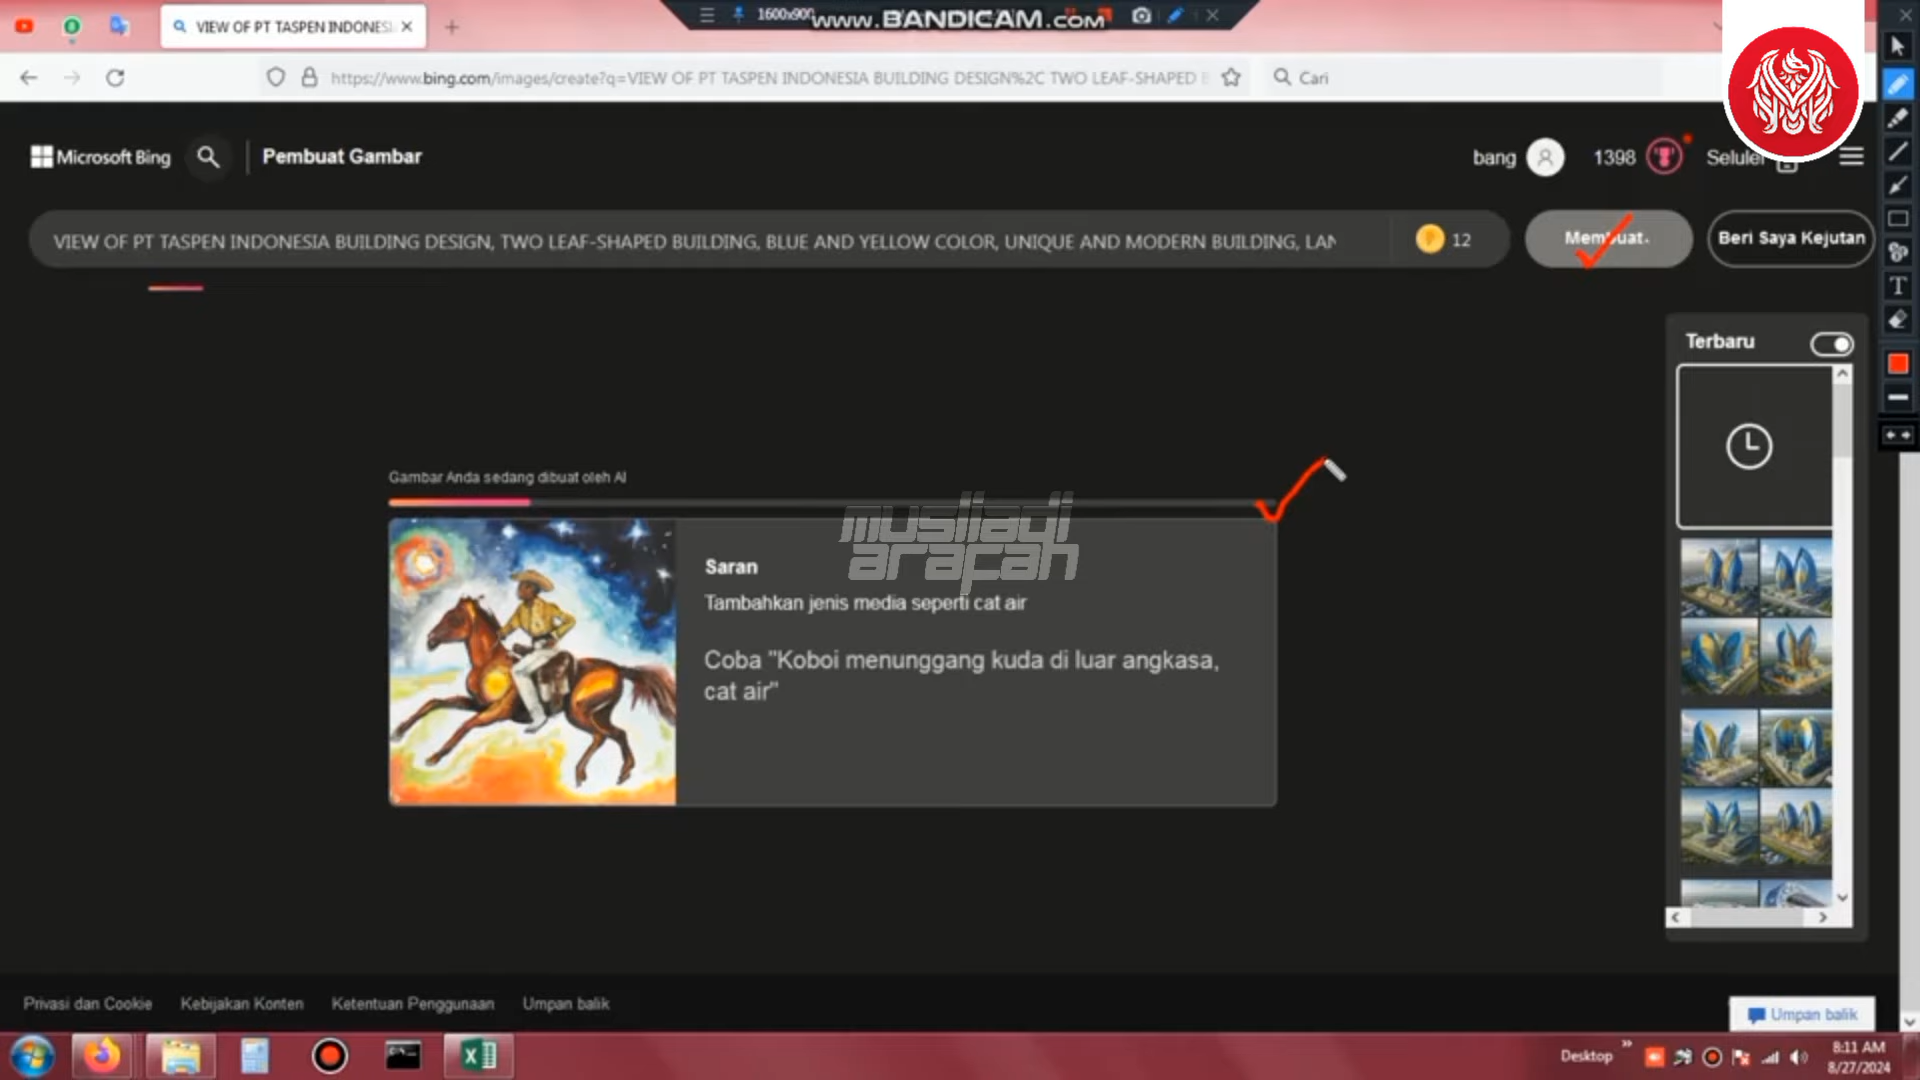 1600x900
www.BANDICAM.com
VIEW OF PT TASPEN INDONESI
https://www.bing.com/images/create?q=VIEW OF PT TASPEN INDONESIA BUILDING DESIGN%2C TWO LEAF-SHAPED B
Cari
Microsoft Bing
Pembuat Gambar
bang
1398
Seluler
VIEW OF PT TASPEN INDONESIA BUILDING DESIGN, TWO LEAF-SHAPED BUILDING, BLUE AND YELLOW COLOR, UNIQUE AND MODERN BUILDING, LAN
12
Membuat.
Beri Saya Kejutan
Terbaru
Gambar Anda sedang dibuat oleh AI
musliadi
arafah
Saran
Tambahkan jenis media seperti cat air
Coba "Koboi menunggang kuda di luar angkasa,
cat air"
Privasi dan Cookie
Kebijakan Konten
Ketentuan Penggunaan
Umpan balik
Umpan balik
Desktop
8:11 AM
8/27/2024